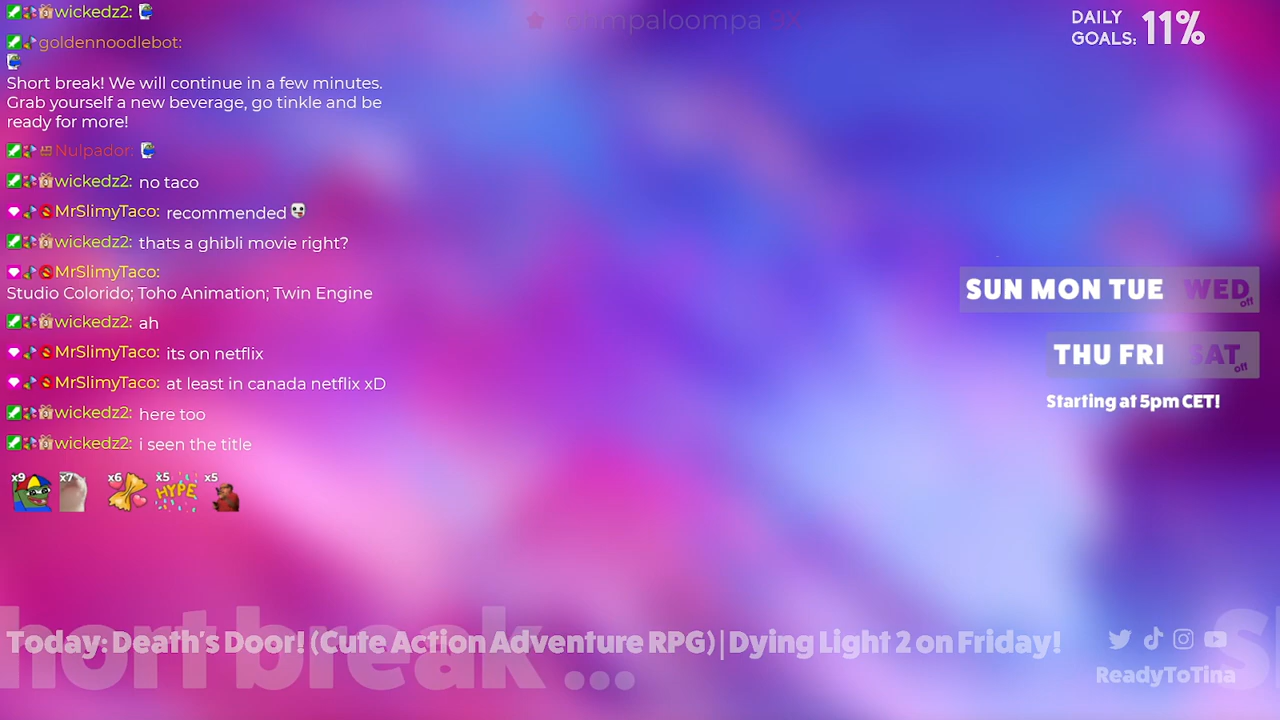 wickedz2:
ohmpaloompa 9X
DAILY
GOALS: 11%
goldennoodlebot:
Short break! We will continue in a few minutes.
Grab yourself a new beverage, go tinkle and be
ready for more!
Nulpador:
wickedz2: no taco
MrSlimyTaco: recommended
wickedz2: thats a ghibli movie right?
MrSlimyTaco:
Studio Colorido; Toho Animation; Twin Engine
wickedz2: ah
MrSlimyTaco: its on netflix
MrSlimyTaco: at least in canada netflix xD
wickedz2: here too
wickedz2: i seen the title
x9 x7 x6 x5 x5
HYPE
SUN MON TUE WED off
THU FRI SAT off
Starting at 5pm CET!
Today: Death's Door! (Cute Action Adventure RPG) | Dying Light 2 on Friday!
hort break ... S
ReadyToTina